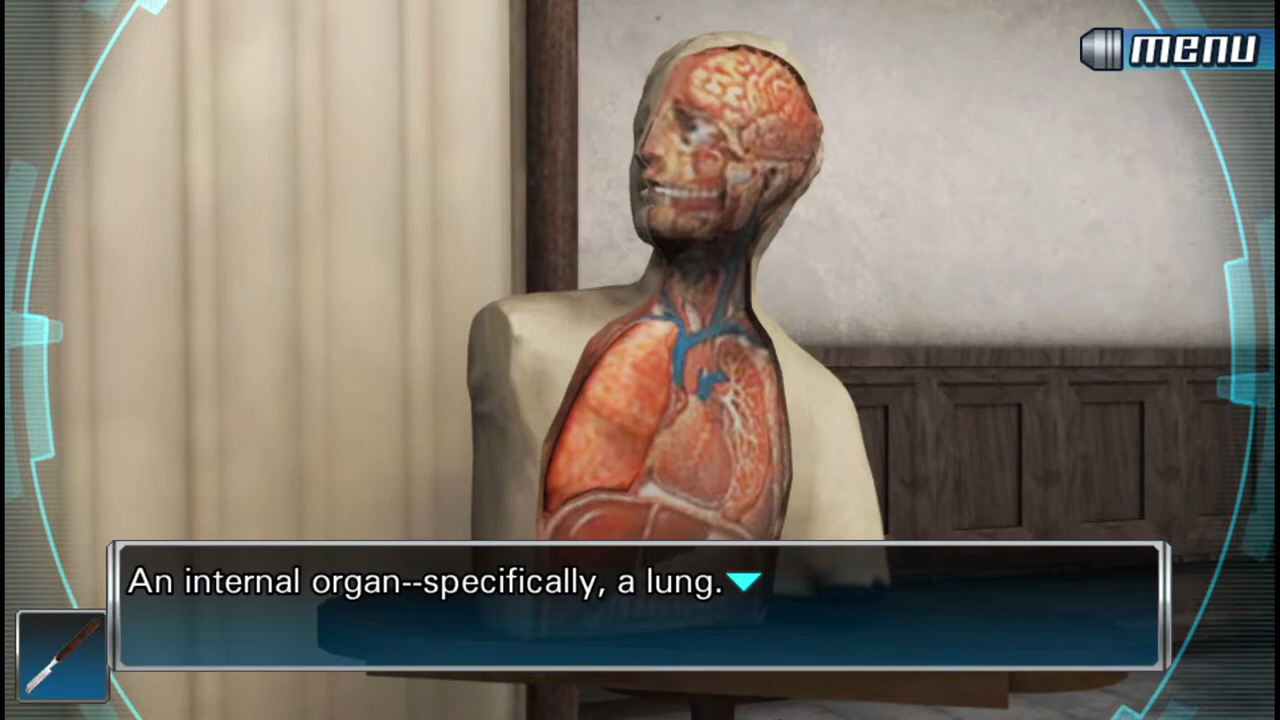 menu
An internal organ--specifically, a lung.